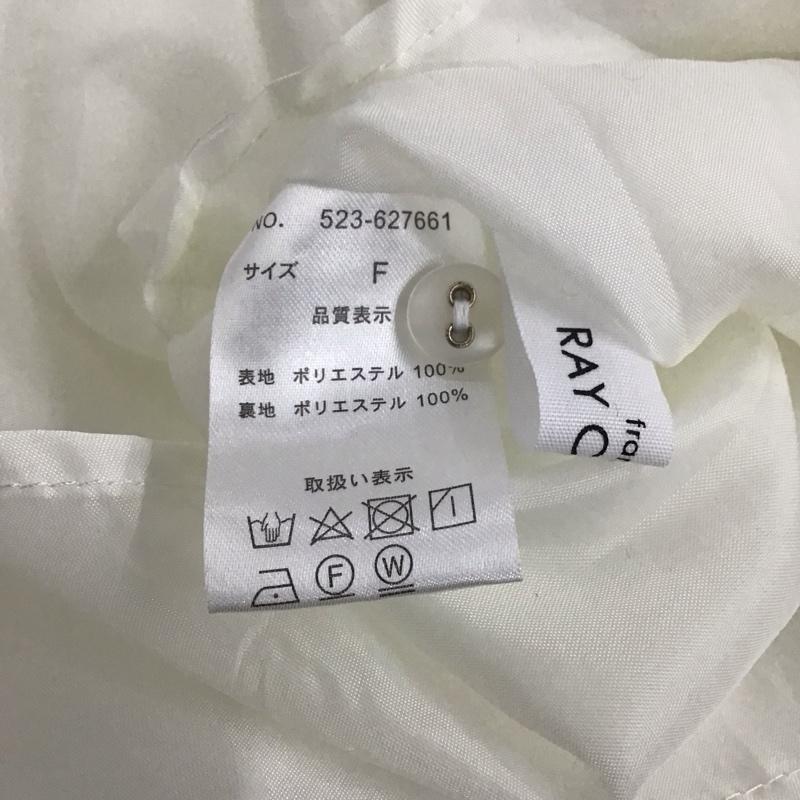 NO. 523-627661
サイズ F
品質表示
表地 ポリエステル 100%
裏地 ポリエステル 100%
取扱い表示
F W
RAY